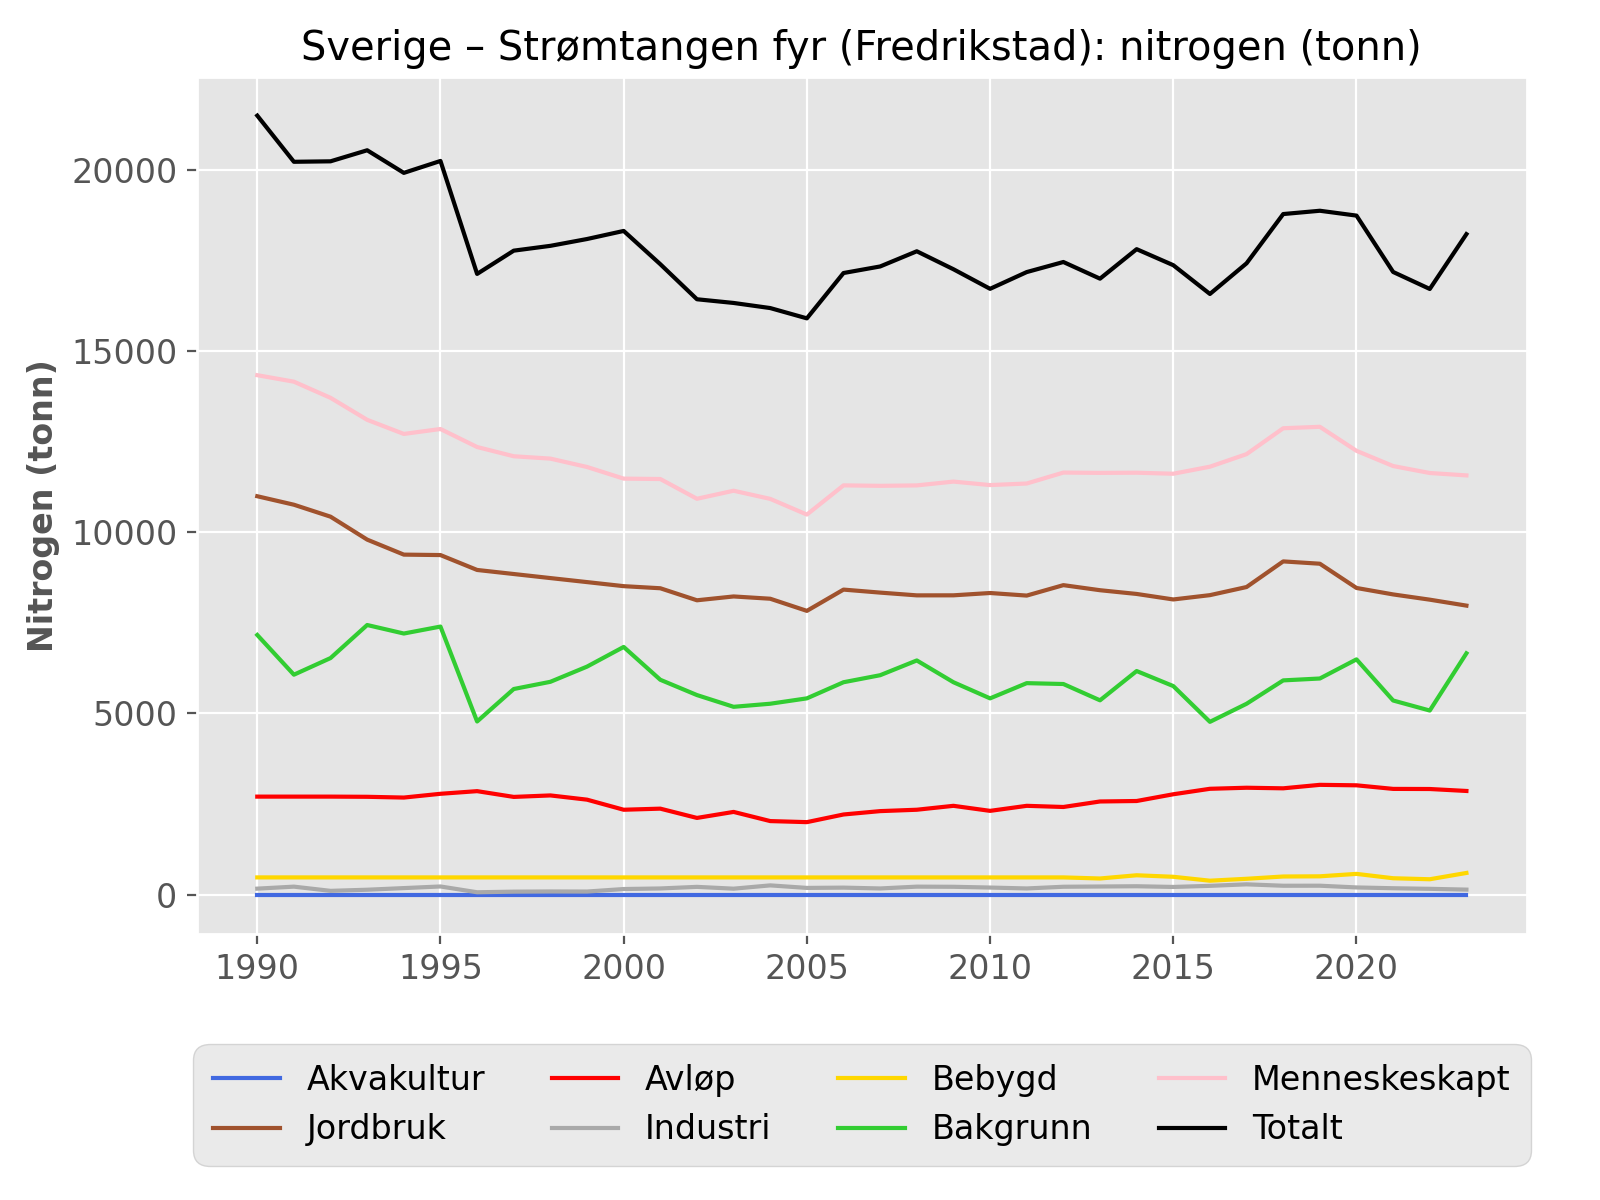 Sverige – Strømtangen fyr (Fredrikstad): nitrogen (tonn)
Nitrogen (tonn)
20000
15000
10000
5000
0
1990 1995 2000 2005 2010 2015 2020
Akvakultur Avløp Bebygd Menneskeskapt
Jordbruk Industri Bakgrunn Totalt